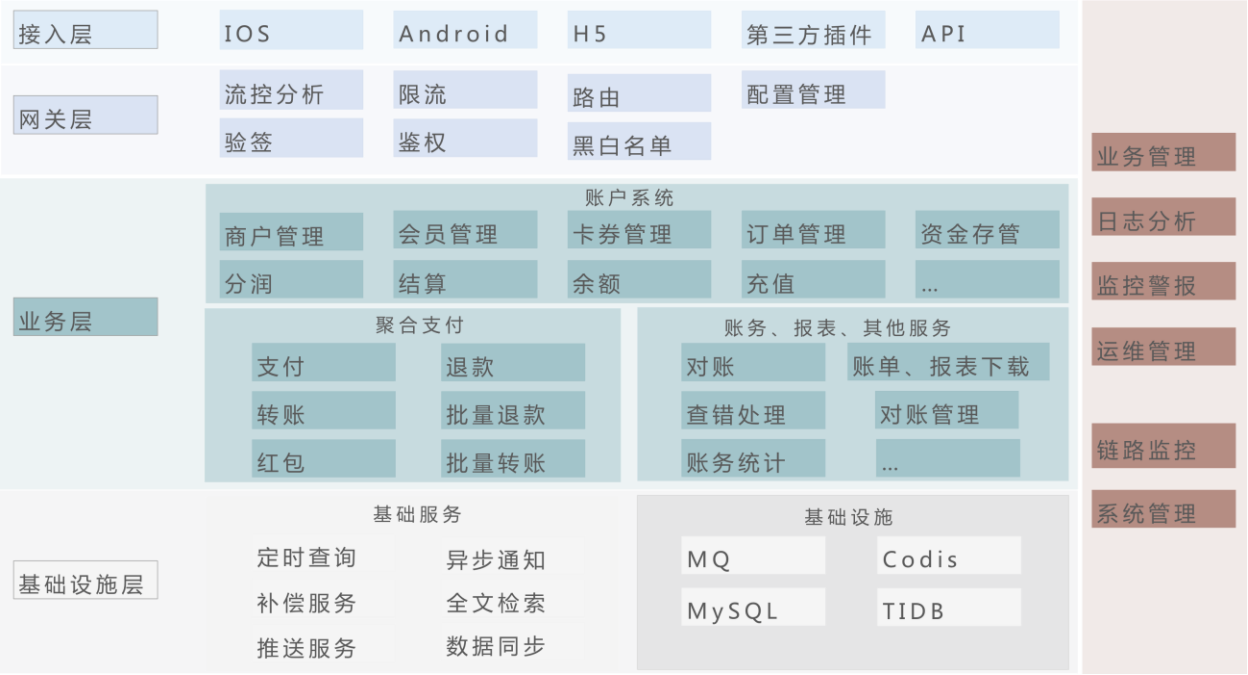 接入层
IOS
Android
H5
第三方插件
API
网关层
流控分析
限流
路由
配置管理
验签
鉴权
黑白名单
业务层
账户系统
商户管理
会员管理
卡券管理
订单管理
资金存管
分润
结算
余额
充值
...
聚合支付
支付
退款
转账
批量退款
红包
批量转账
账务、报表、其他服务
对账
账单、报表下载
查错处理
对账管理
账务统计
...
基础设施层
基础服务
定时查询
异步通知
补偿服务
全文检索
推送服务
数据同步
基础设施
MQ
Codis
MySQL
TIDB
业务管理
日志分析
监控警报
运维管理
链路监控
系统管理